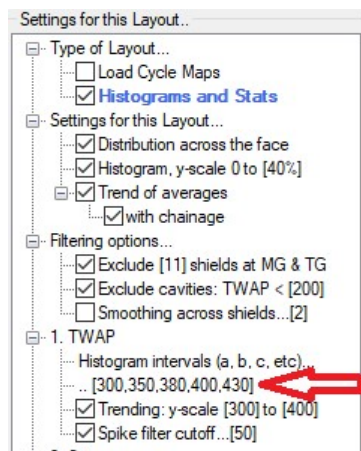 Settings for this Layout..
Type of Layout...
Load Cycle Maps
Histograms and Stats
Settings for this Layout...
Distribution across the face
Histogram, y-scale 0 to [40%]
Trend of averages
with chainage
Filtering options...
Exclude [11] shields at MG & TG
Exclude cavities: TWAP < [200]
Smoothing across shields...[2]
1. TWAP
Histogram intervals (a, b, c, etc)...
.. [300,350,380,400,430]
Trending: y-scale [300] to [400]
Spike filter cutoff...[50]